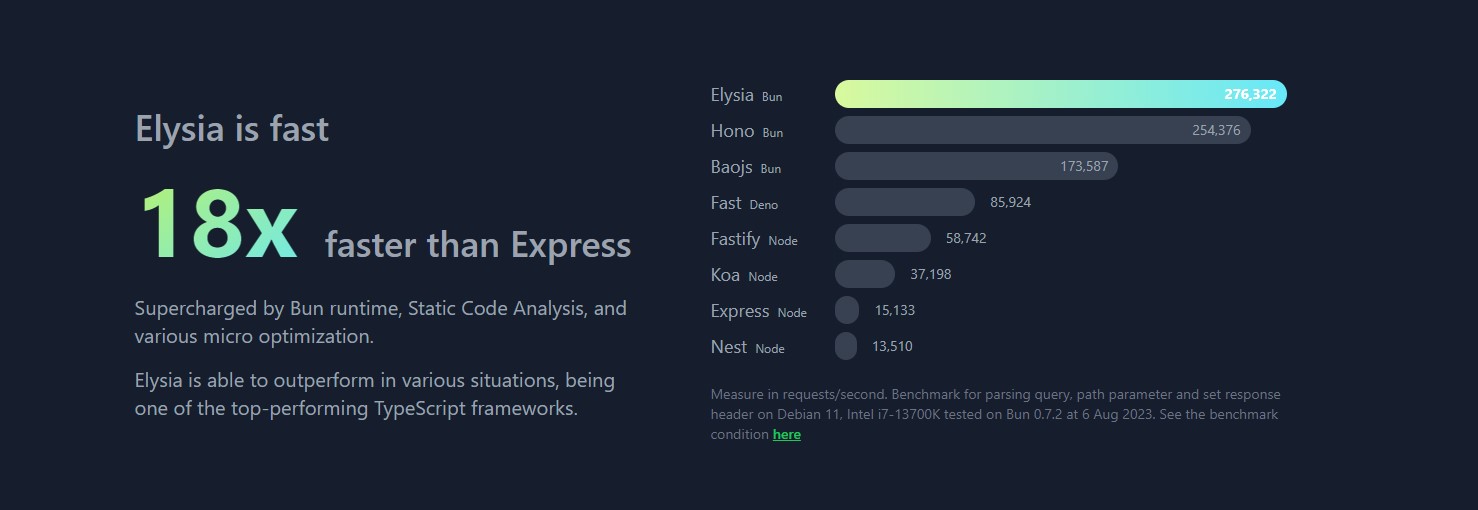 Elysia is fast
18x faster than Express
Supercharged by Bun runtime, Static Code Analysis, and
various micro optimization.
Elysia is able to outperform in various situations, being
one of the top-performing TypeScript frameworks.
Elysia Bun 276,322
Hono Bun 254,376
Baojs Bun 173,587
Fast Deno 85,924
Fastify Node 58,742
Koa Node 37,198
Express Node 15,133
Nest Node 13,510
Measure in requests/second. Benchmark for parsing query, path parameter and set response
header on Debian 11, Intel i7-13700K tested on Bun 0.7.2 at 6 Aug 2023. See the benchmark
condition here